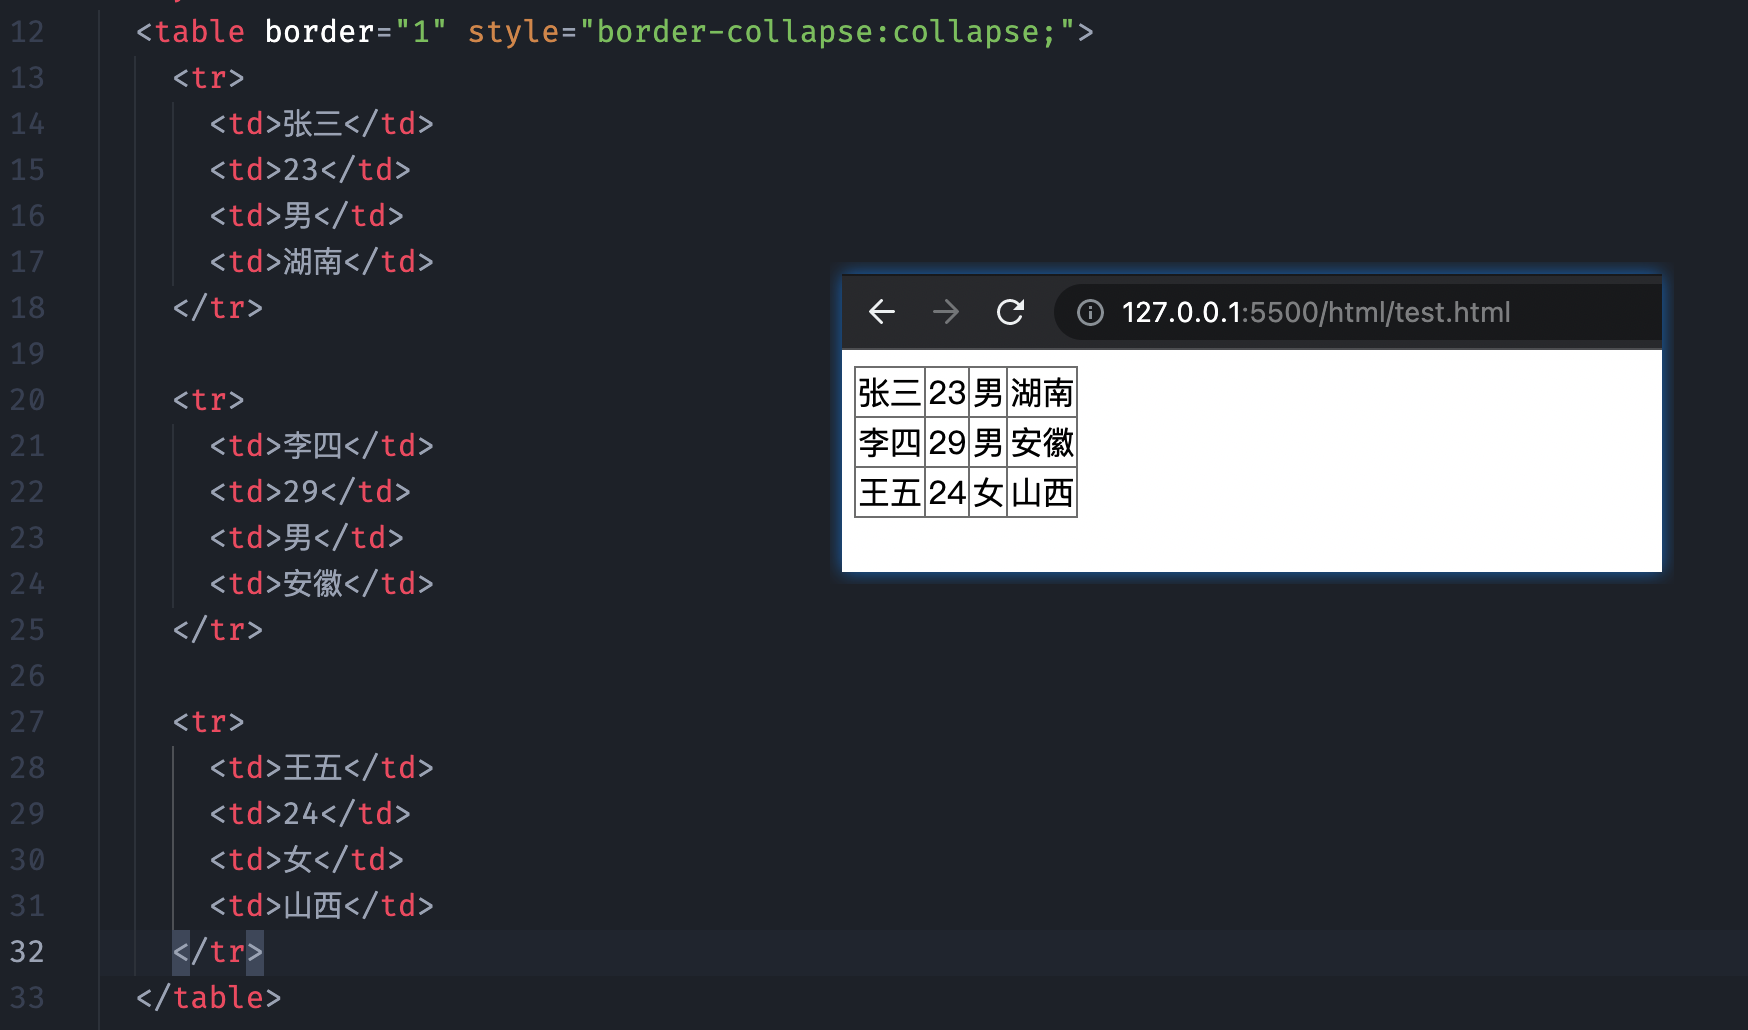 12 <table border="1" style="border-collapse:collapse;">
13 <tr>
14 <td>张三</td>
15 <td>23</td>
16 <td>男</td>
17 <td>湖南</td>
18 </tr>
19
20 <tr>
21 <td>李四</td>
22 <td>29</td>
23 <td>男</td>
24 <td>安徽</td>
25 </tr>
26
27 <tr>
28 <td>王五</td>
29 <td>24</td>
30 <td>女</td>
31 <td>山西</td>
32 </tr>
33 </table>
127.0.0.1:5500/html/test.html
张三 23 男 湖南
李四 29 男 安徽
王五 24 女 山西